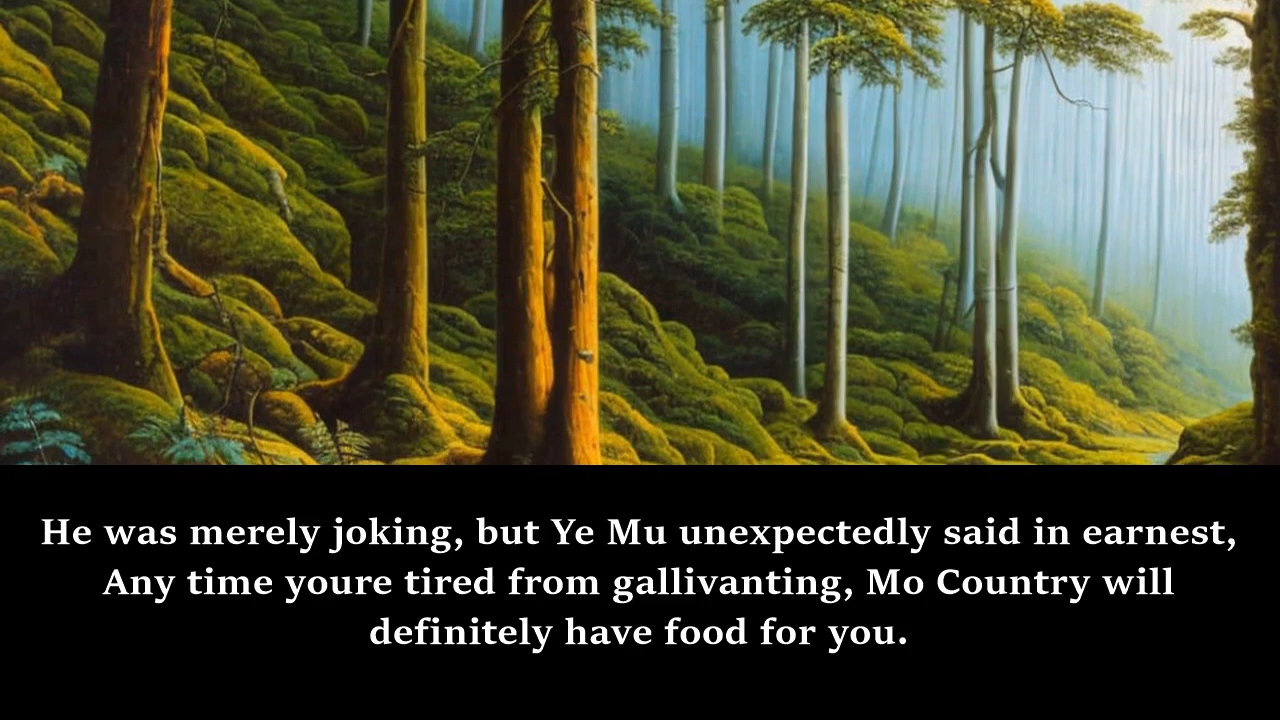 He was merely joking, but Ye Mu unexpectedly said in earnest,
Any time youre tired from gallivanting, Mo Country will
definitely have food for you.